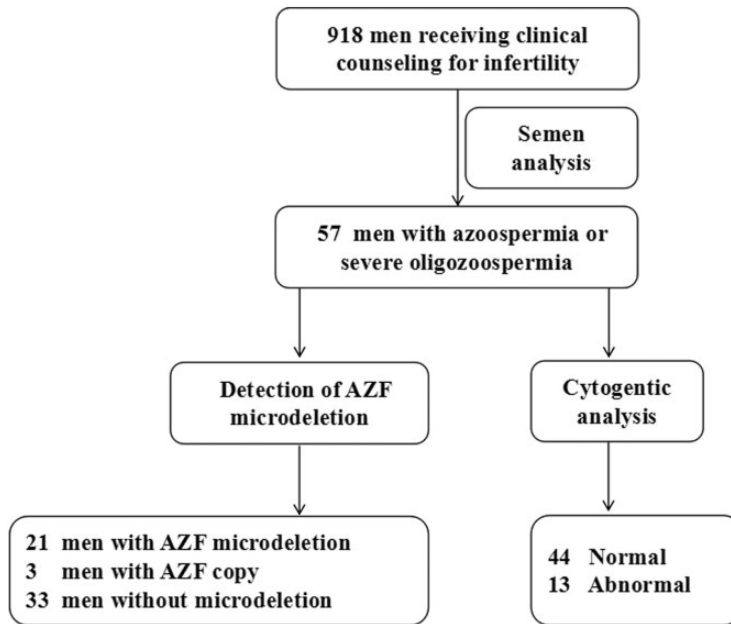 918 men receiving clinical
counseling for infertility
Semen
analysis
57 men with azoospermia or
severe oligozoospermia
Detection of AZF
microdeletion
Cytogentic
analysis
21 men with AZF microdeletion
3 men with AZF copy
33 men without microdeletion
44 Normal
13 Abnormal